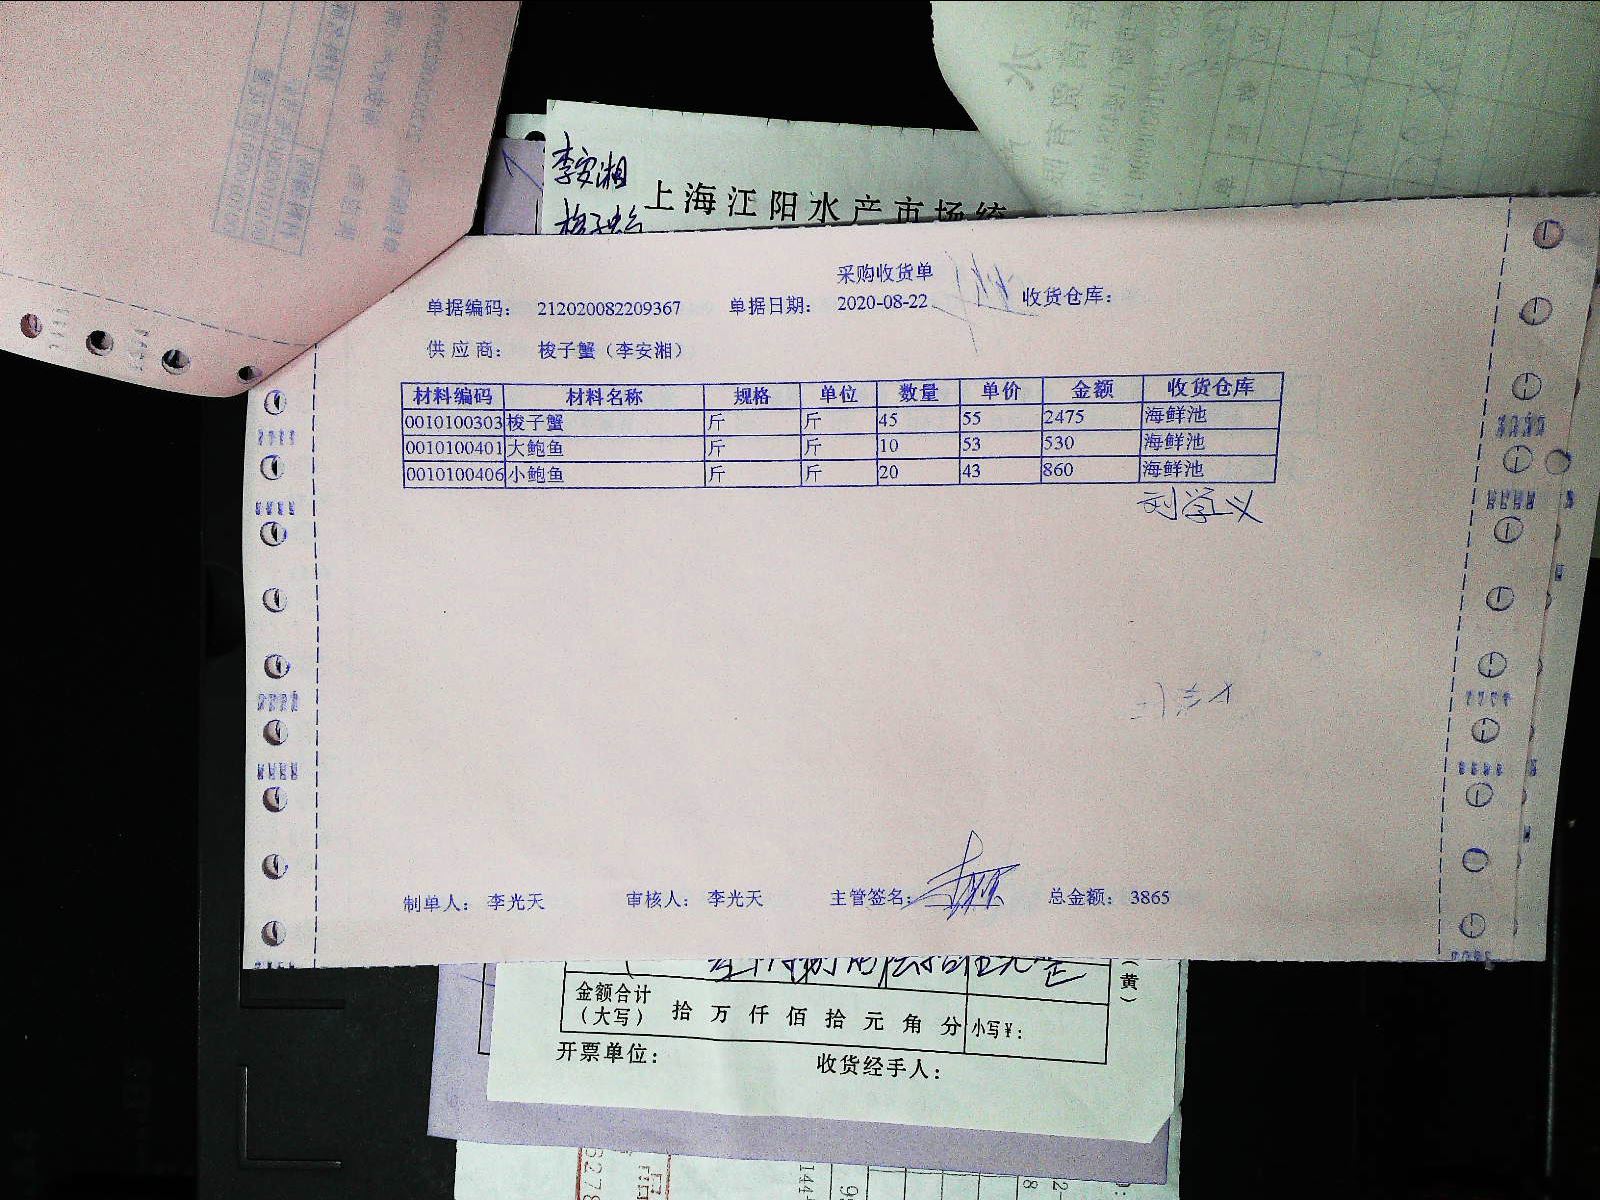 李安湘
梭子蟹
上海江阳水产市场统
采购收货单
单据编码： 212020082209367 单据日期： 2020-08-22 收货仓库：
供 应 商： 梭子蟹（李安湘）
材料编码 材料名称 规格 单位 数量 单价 金额 收货仓库
0010100303 梭子蟹 斤 斤 45 55 2475 海鲜池
0010100401 大鲍鱼 斤 斤 10 53 530 海鲜池
0010100406 小鲍鱼 斤 斤 20 43 860 海鲜池
刘学义
制单人： 李光天 审核人： 李光天 主管签名： 总金额： 3865
（黄）
金额合计
（大写） 拾 万 仟 佰 拾 元 角 分 小写¥：
开票单位： 收货经手人：